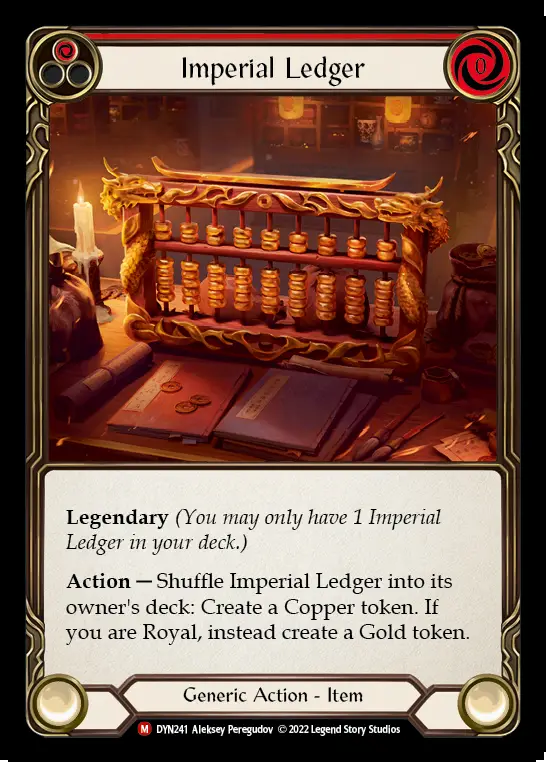 Imperial Ledger
0
Legendary (You may only have 1 Imperial
Ledger in your deck.)
Action — Shuffle Imperial Ledger into its
owner's deck: Create a Copper token. If
you are Royal, instead create a Gold token.
Generic Action - Item
M DYN241 Aleksey Peregudov © 2022 Legend Story Studios